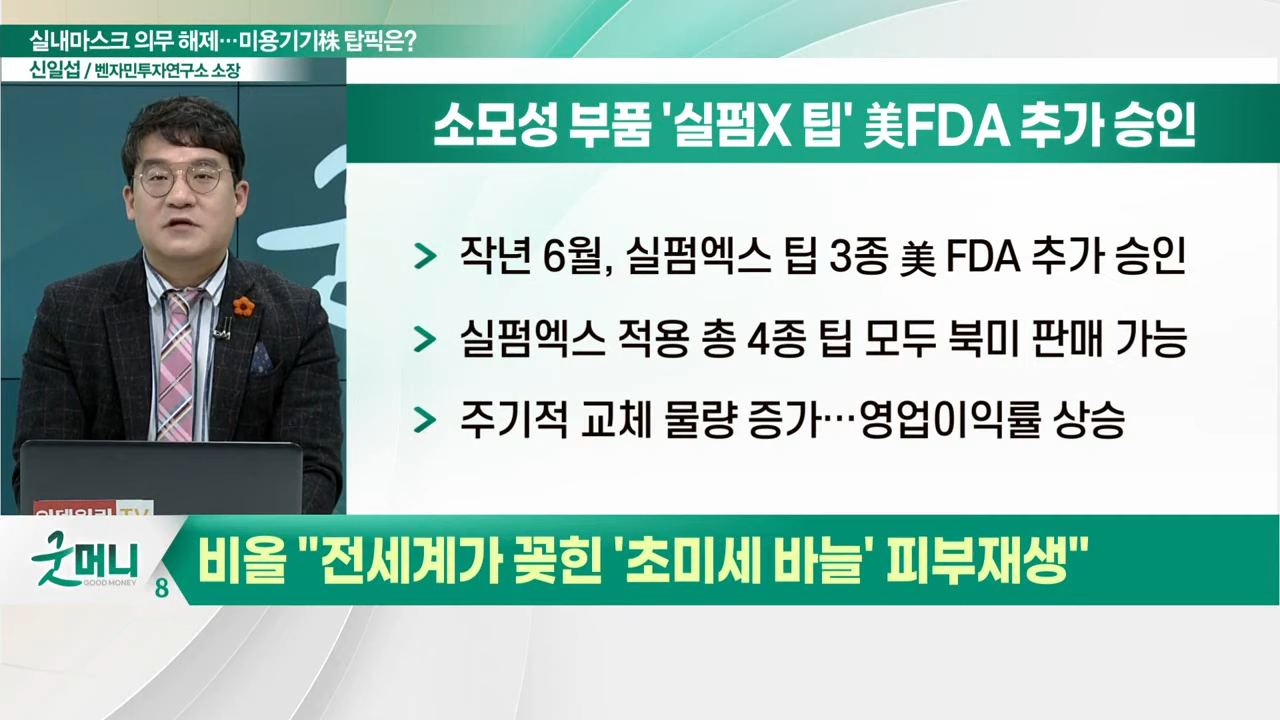 실내마스크 의무 해제…미용기기株 탑픽은?
신일섭 / 벤자민투자연구소 소장
소모성 부품 '실펌X 팁' 美FDA 추가 승인
> 작년 6월, 실펌엑스 팁 3종 美 FDA 추가 승인
> 실펌엑스 적용 총 4종 팁 모두 북미 판매 가능
> 주기적 교체 물량 증가…영업이익률 상승
이데일리 TV
굿머니
GOOD MONEY
8
비올 "전세계가 꽂힌 '초미세 바늘' 피부재생"